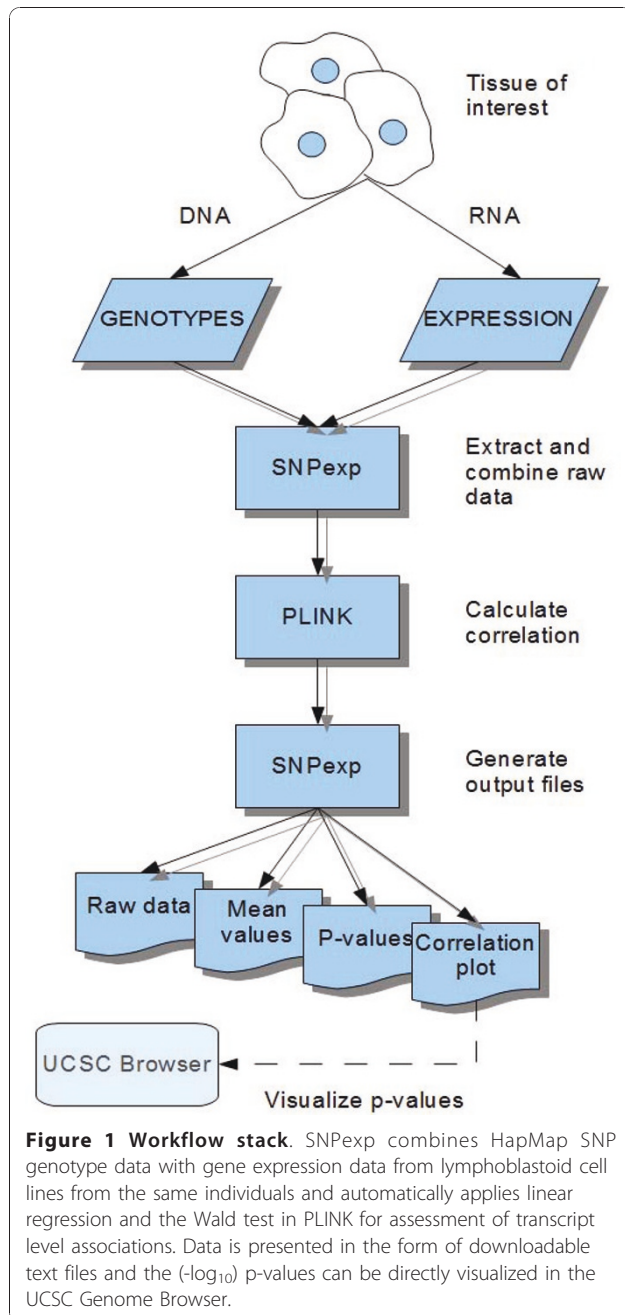 Tissue of
interest
DNA
RNA
GENOTYPES
EXPRESSION
SNPexp
Extract and
combine raw
data
PLINK
Calculate
correlation
SNPexp
Generate
output files
Raw data
Mean
values
P-values
Correlation
plot
UCSC Browser
Visualize p-values
Figure 1 Workflow stack. SNPexp combines HapMap SNP
genotype data with gene expression data from lymphoblastoid cell
lines from the same individuals and automatically applies linear
regression and the Wald test in PLINK for assessment of transcript
level associations. Data is presented in the form of downloadable
text files and the (-log₁₀) p-values can be directly visualized in the
UCSC Genome Browser.